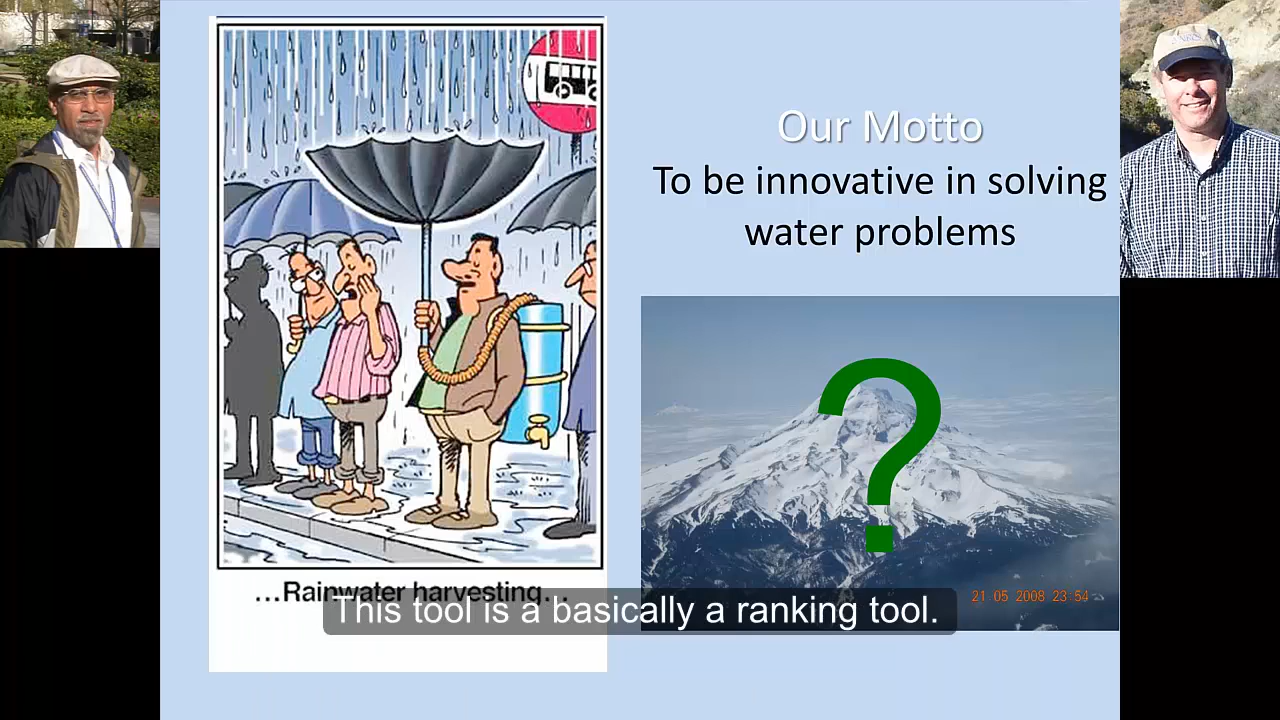 Our Motto
To be innovative in solving
water problems
...Rainwater harvesting...
This tool is a basically a ranking tool.
?
21 05 2008 23:54